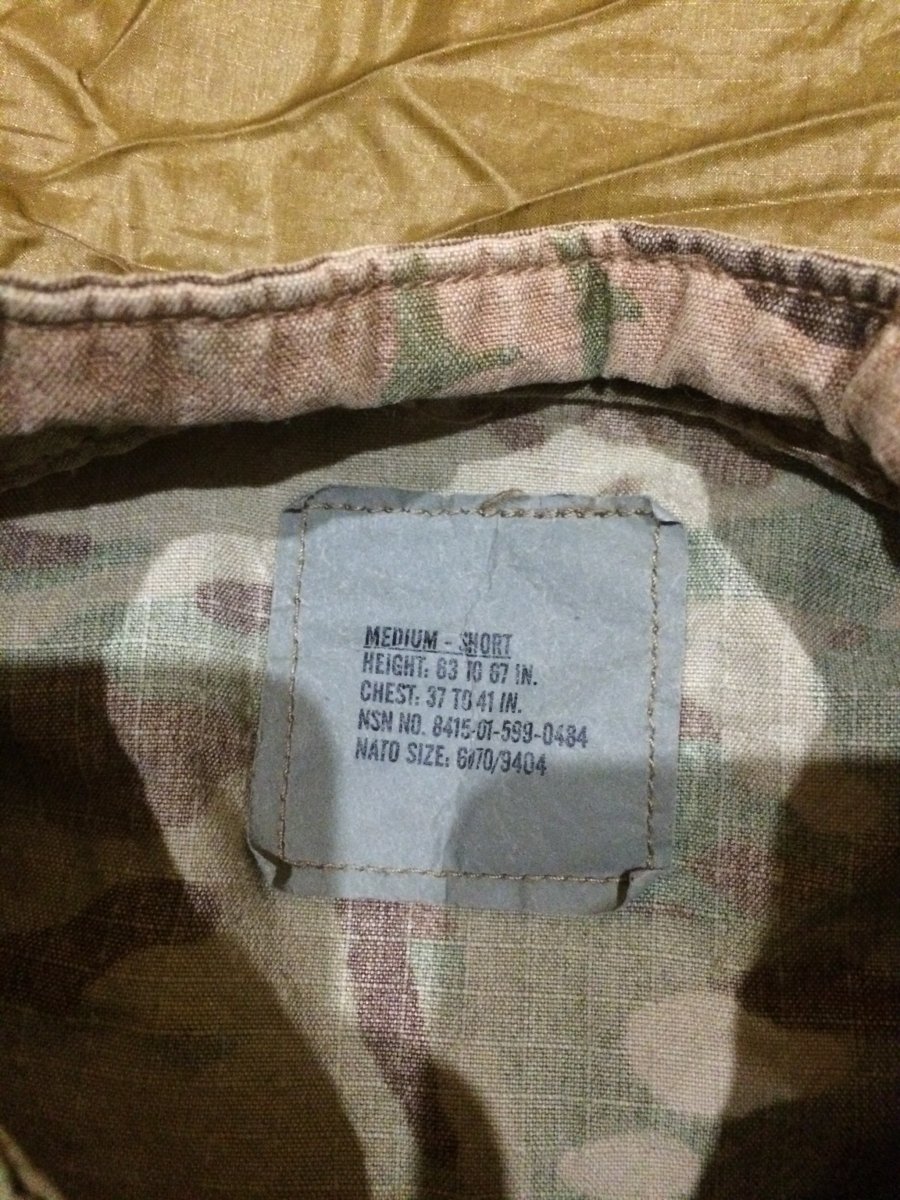 MEDIUM - SHORT
HEIGHT: 63 TO 67 IN.
CHEST: 37 TO 41 IN.
NSN NO. 8415-01-599-0484
NATO SIZE: 6070/9404